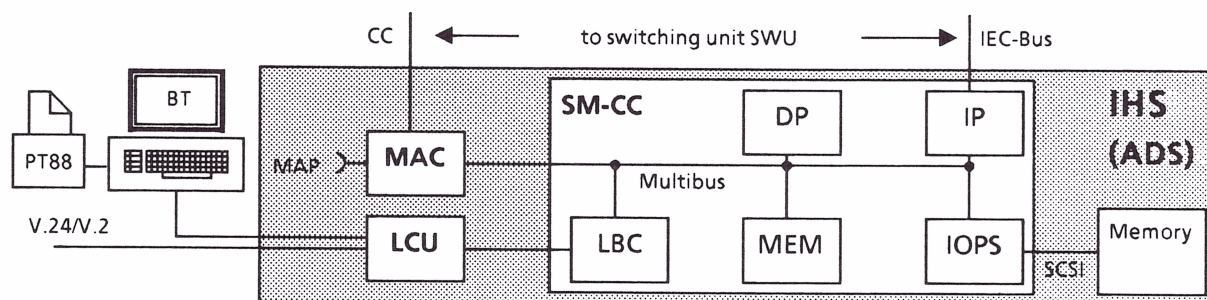 CC
to switching unit SWU
IEC-Bus
BT
SM-CC
DP
IP
IHS
(ADS)
PT88
MAP
MAC
Multibus
V.24/V.2
LCU
LBC
MEM
IOPS
Memory
SCSI